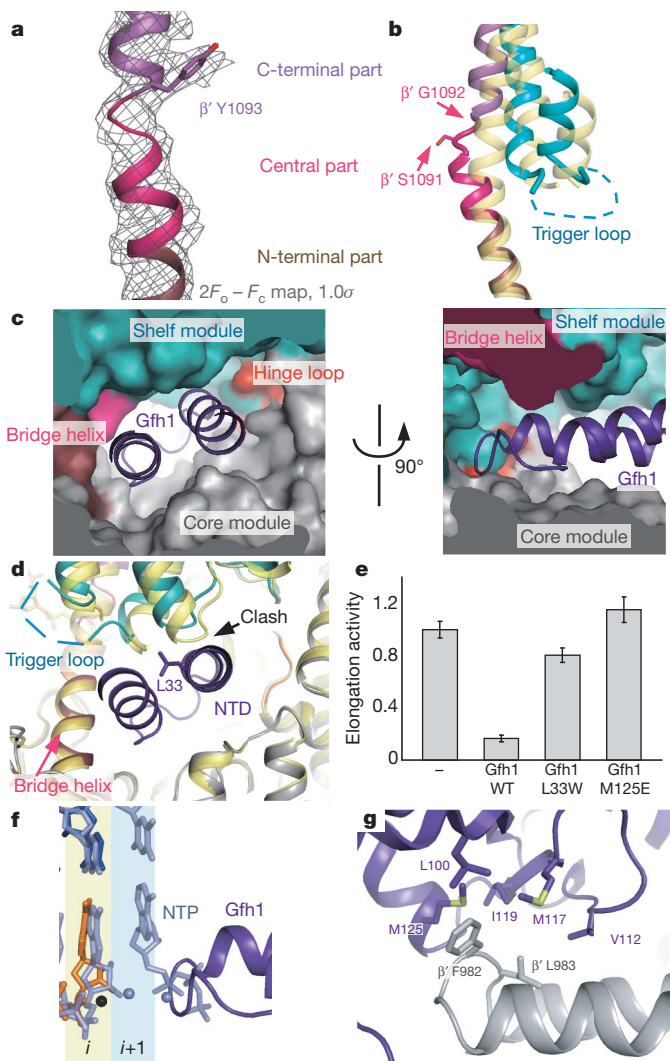 a
C-terminal part
β′ Y1093
Central part
N-terminal part
2Fo – Fc map, 1.0σ
b
β′ G1092
β′ S1091
Trigger loop
c
Shelf module
Hinge loop
Gfh1
Bridge helix
Core module
90°
Shelf module
Bridge helix
Gfh1
Core module
d
Clash
Trigger loop
L33
NTD
Bridge helix
e
Elongation activity
1.2
0.8
0.4
0
–
Gfh1 WT
Gfh1 L33W
Gfh1 M125E
f
NTP
Gfh1
i
i+1
g
L100
M125
I119
M117
V112
β′ F982
β′ L983